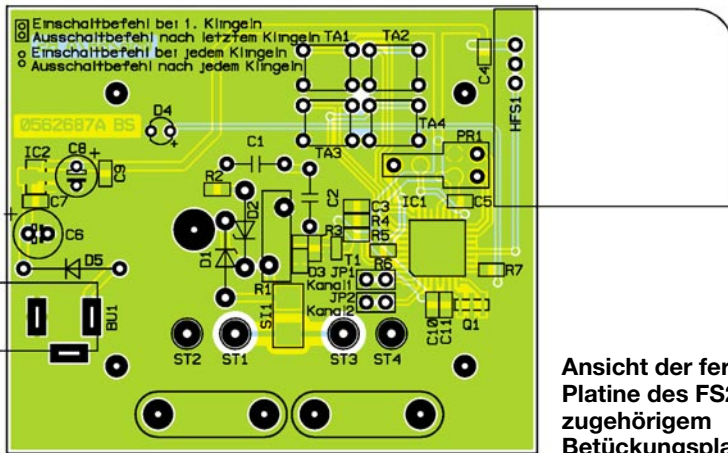 Einschaltbefehl bei 1. Klingeln
Ausschaltbefehl nach letztem Klingeln
Einschaltbefehl bei jedem Klingeln
Ausschaltbefehl nach jedem Klingeln
TA1
TA2
C4
HFS1
D4
0562687A BS
IC2
C8
C9
C1
TA3
TA4
PR1
R2
C2
IC1
C5
C7
C3
R4
C6
D2
R3
R5
D1
D3
T1
R6
D5
R1
JP1
Kanal1
R7
JP2
Kanal2
BU1
SI1
C10
C11
Q1
ST2
ST1
ST3
ST4
Ansicht der fer
Platine des FS2
zugehörigem
Betückungspla